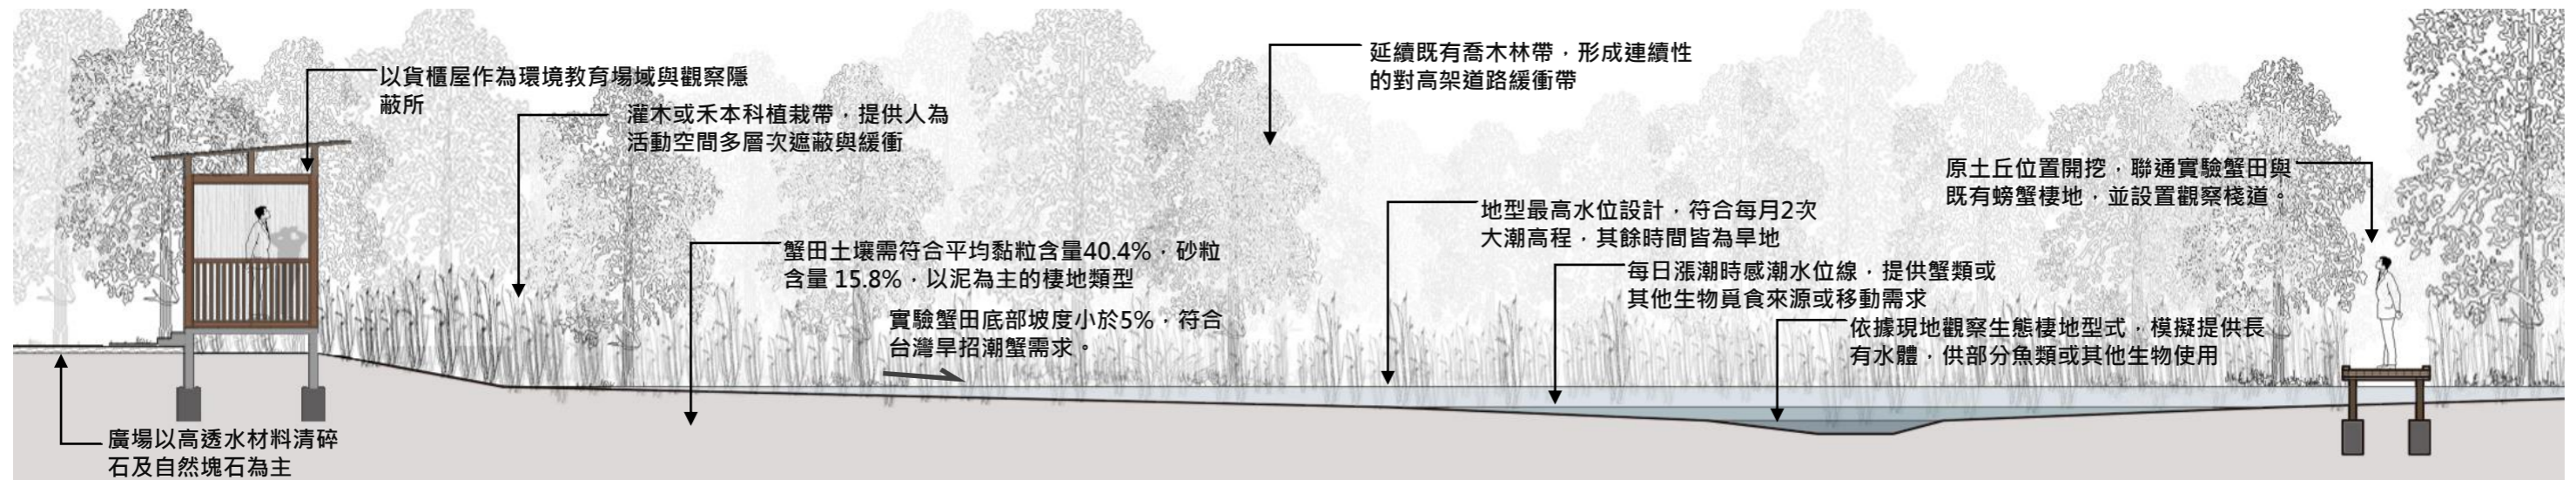 以貨櫃屋作為環境教育場域與觀察隱
蔽所
灌木或禾本科植栽帶，提供人為
活動空間多層次遮蔽與緩衝
延續既有喬木林帶，形成連續性
的對高架道路緩衝帶
原土丘位置開挖，聯通實驗蟹田與
既有螃蟹棲地，並設置觀察棧道。
地型最高水位設計，符合每月2次
大潮高程，其餘時間皆為旱地
蟹田土壤需符合平均黏粒含量40.4%，砂粒
含量 15.8%，以泥為主的棲地類型
每日漲潮時感潮水位線，提供蟹類或
其他生物覓食來源或移動需求
實驗蟹田底部坡度小於5%，符合
台灣旱招潮蟹需求。
依據現地觀察生態棲地型式，模擬提供長
有水體，供部分魚類或其他生物使用
廣場以高透水材料清碎
石及自然塊石為主